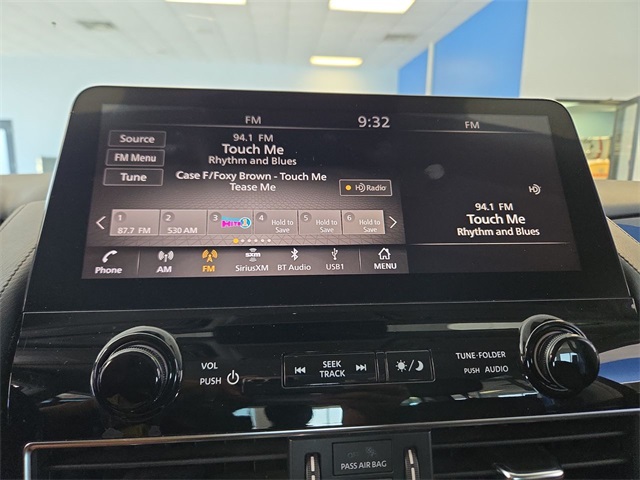 FM
9:32
FM
Source
FM Menu
Tune
94.1 FM
Touch Me
Rhythm and Blues
Case F/Foxy Brown - Touch Me
Tease Me
HD Radio
1
87.7 FM
2
530 AM
3
4
Hold to
Save
5
Hold to
Save
6
Hold to
Save
Phone
AM
FM
sxm
SiriusXM
BT Audio
USB1
MENU
HD
94.1 FM
Touch Me
Rhythm and Blues
VOL
PUSH
SEEK
TRACK
TUNE·FOLDER
PUSH AUDIO
PASS AIR BAG